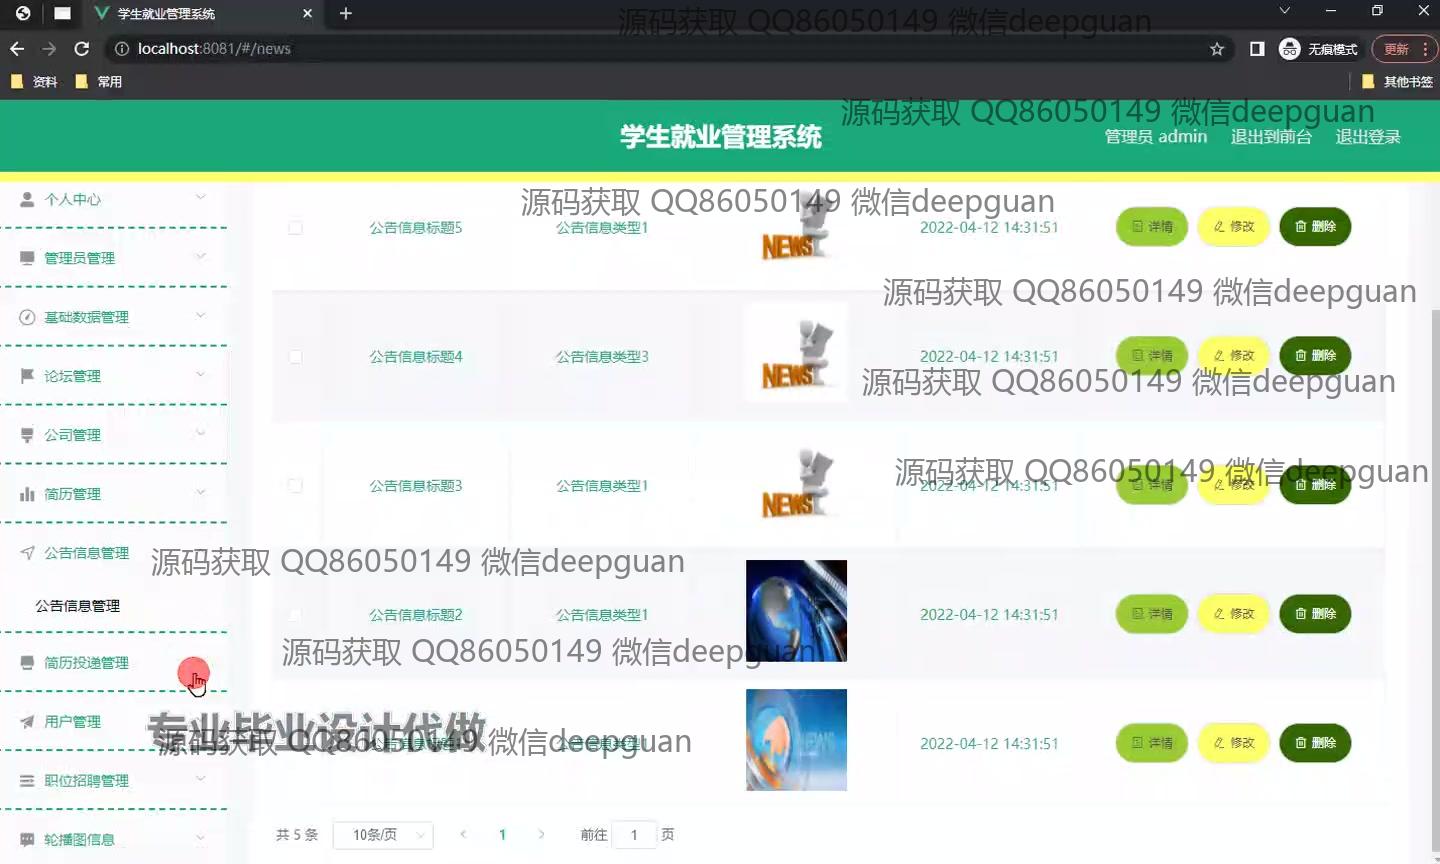 学生就业管理系统
源码获取 QQ86050149 微信deepguan
localhost:8081/#/news
无痕模式
更新
资料
常用
其他书签
源码获取 QQ86050149 微信deepguan
学生就业管理系统
管理员 admin
退出到前台
退出登录
源码获取 QQ86050149 微信deepguan
个人中心
公告信息标题5 公告信息类型1 NEWS 2022-04-12 14:31:51 详情 修改 删除
管理员管理
源码获取 QQ86050149 微信deepguan
基础数据管理
公告信息标题4 公告信息类型3 NEWS 2022-04-12 14:31:51 详情 修改 删除
论坛管理
源码获取 QQ86050149 微信deepguan
公司管理
源码获取 QQ86050149 微信deepguan
公告信息标题3 公告信息类型1 NEWS 2022-04-12 14:31:51 详情 修改 删除
简历管理
公告信息管理
源码获取 QQ86050149 微信deepguan
公告信息管理
公告信息标题2 公告信息类型1 2022-04-12 14:31:51 详情 修改 删除
源码获取 QQ86050149 微信deepguan
简历投递管理
用户管理
专业毕业设计代做
源码获取 QQ86050149 微信deepguan
2022-04-12 14:31:51 详情 修改 删除
职位招聘管理
轮播图信息
共 5 条 10条/页 1 前往 1 页